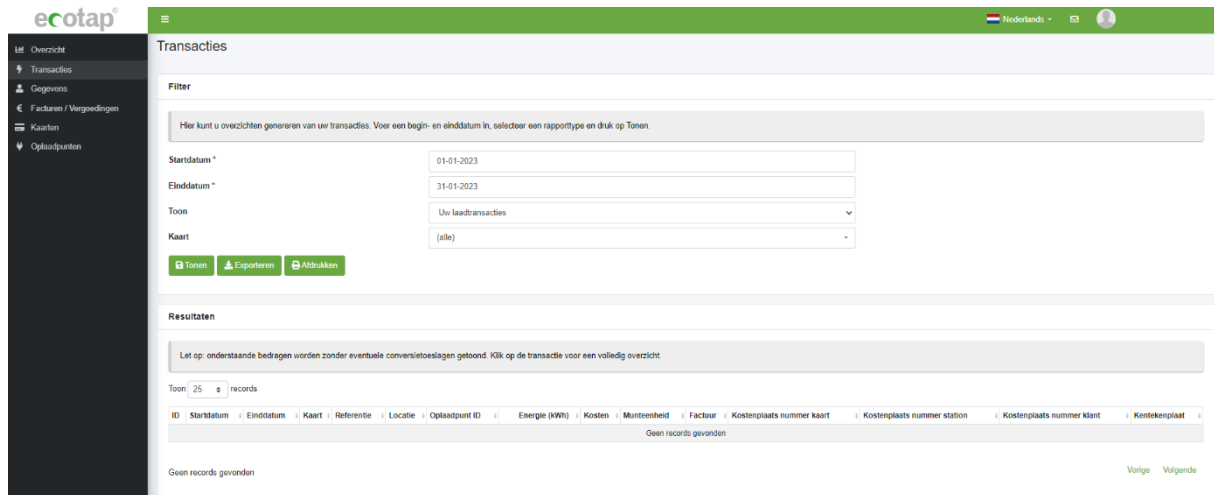 ecotap®
Nederlands
Overzicht
Transacties
Gegevens
Facturen / Vergoedingen
Kaarten
Oplaadpunten
Transacties
Filter
Hier kunt u overzichten genereren van uw transacties. Voer een begin- en einddatum in, selecteer een rapporttype en druk op Tonen.
Startdatum * 01-01-2023
Einddatum * 31-01-2023
Toon Uw laadtransacties
Kaart (alle)
Tonen Exporteren Afdrukken
Resultaten
Let op: onderstaande bedragen worden zonder eventuele conversietoeslagen getoond. Klik op de transactie voor een volledig overzicht.
Toon 25 records
ID Startdatum Einddatum Kaart Referentie Locatie Oplaadpunt ID Energie (kWh) Kosten Munteenheid Factuur Kostenplaats nummer kaart Kostenplaats nummer station Kostenplaats nummer klant Kentekenplaat
Geen records gevonden
Geen records gevonden Vorige Volgende